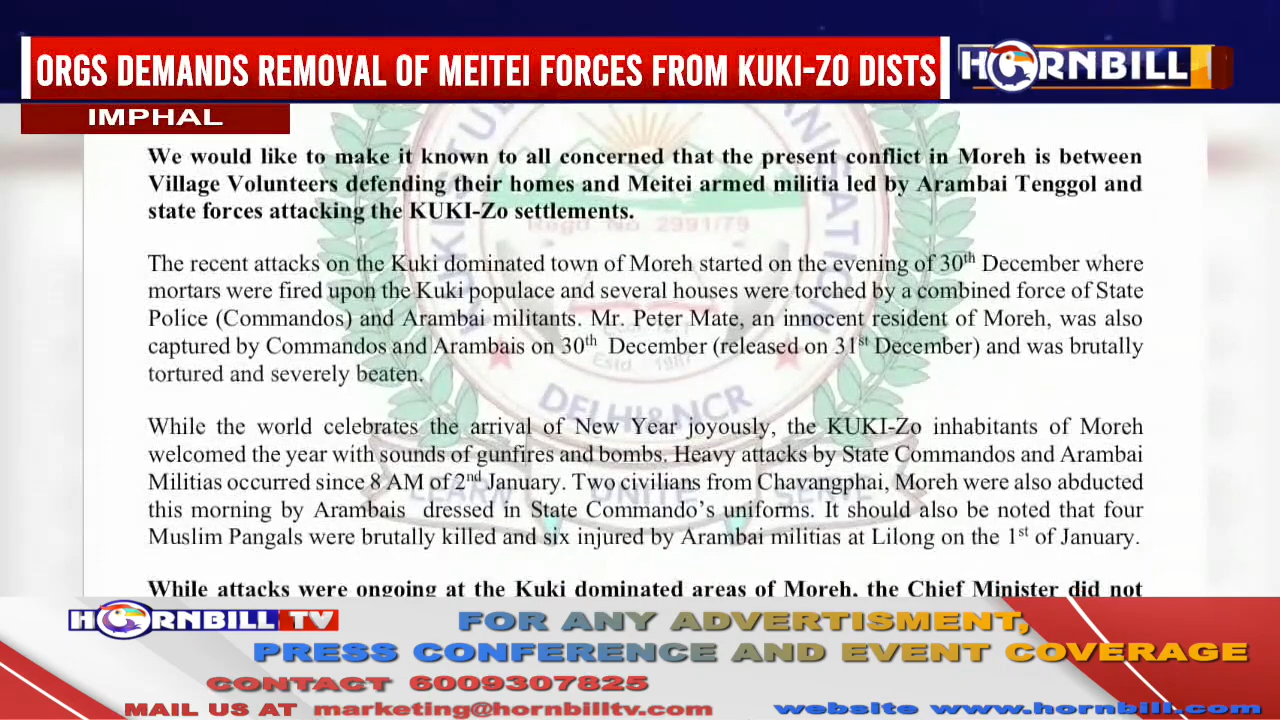 ORGS DEMANDS REMOVAL OF MEITEI FORCES FROM KUKI-ZO DISTS
HORNBILL
IMPHAL
We would like to make it known to all concerned that the present conflict in Moreh is between
Village Volunteers defending their homes and Meitei armed militia led by Arambai Tenggol and
state forces attacking the KUKI-Zo settlements.
Regd No 2991/79
The recent attacks on the Kuki dominated town of Moreh started on the evening of 30th December where
mortars were fired upon the Kuki populace and several houses were torched by a combined force of State
Police (Commandos) and Arambai militants. Mr. Peter Mate, an innocent resident of Moreh, was also
captured by Commandos and Arambais on 30th December (released on 31st December) and was brutally
tortured and severely beaten.
DELHI & NCR
While the world celebrates the arrival of New Year joyously, the KUKI-Zo inhabitants of Moreh
welcomed the year with sounds of gunfires and bombs. Heavy attacks by State Commandos and Arambai
Militias occurred since 8 AM of 2nd January. Two civilians from Chavangphai, Moreh were also abducted
LEARN UNITE SERVE
this morning by Arambais dressed in State Commando's uniforms. It should also be noted that four
Muslim Pangals were brutally killed and six injured by Arambai militias at Lilong on the 1st of January.
While attacks were ongoing at the Kuki dominated areas of Moreh, the Chief Minister did not
HORNBILL TV
FOR ANY ADVERTISMENT,
PRESS CONFERENCE AND EVENT COVERAGE
CONTACT 6009307825
MAIL US AT marketing@hornbilltv.com website www.hornbill.com